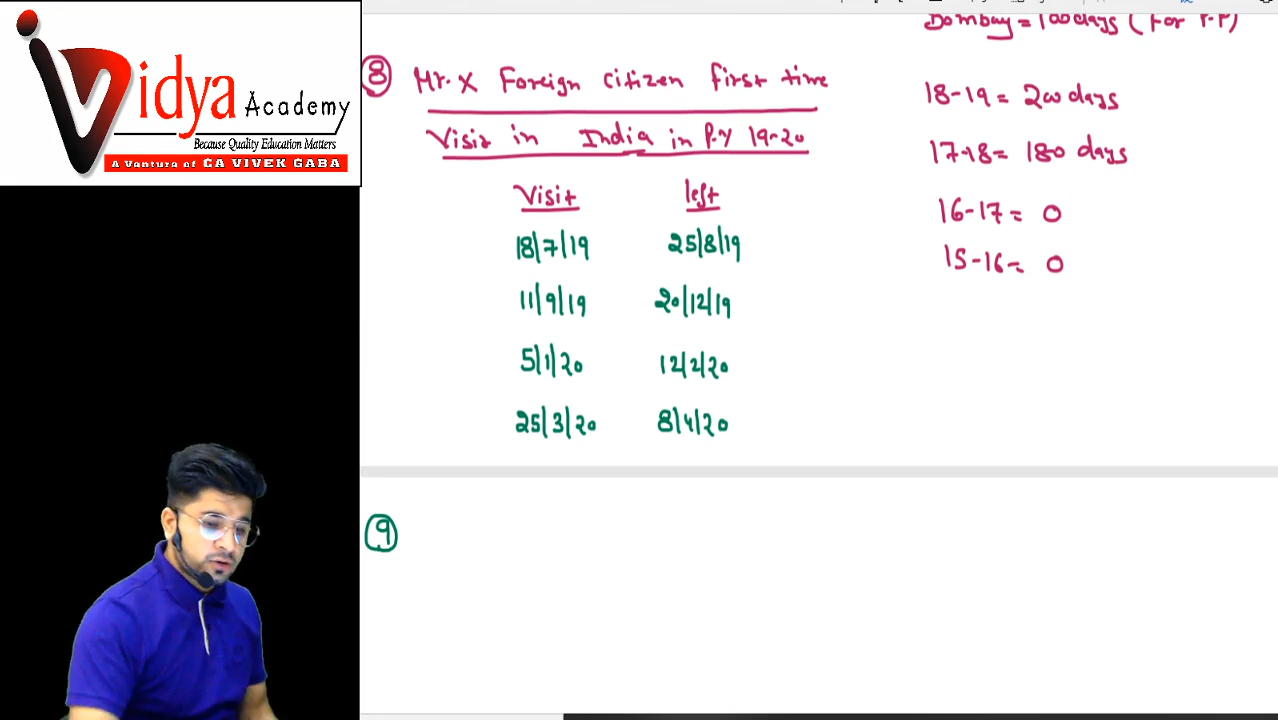 Vidya Academy
Because Quality Education Matters
A Ventura of CA VIVEK GABA
Bombay = 100 days (For P.P)
18-19 = 200 days
17-18 = 180 days
16-17 = 0
15-16 = 0
8 Mr. X Foreign citizen first time
Visit in India in P.Y 19-20
Visit left
18/7/19 25/8/19
11/9/19 20/12/19
5/1/20 12/2/20
25/3/20 8/4/20
9